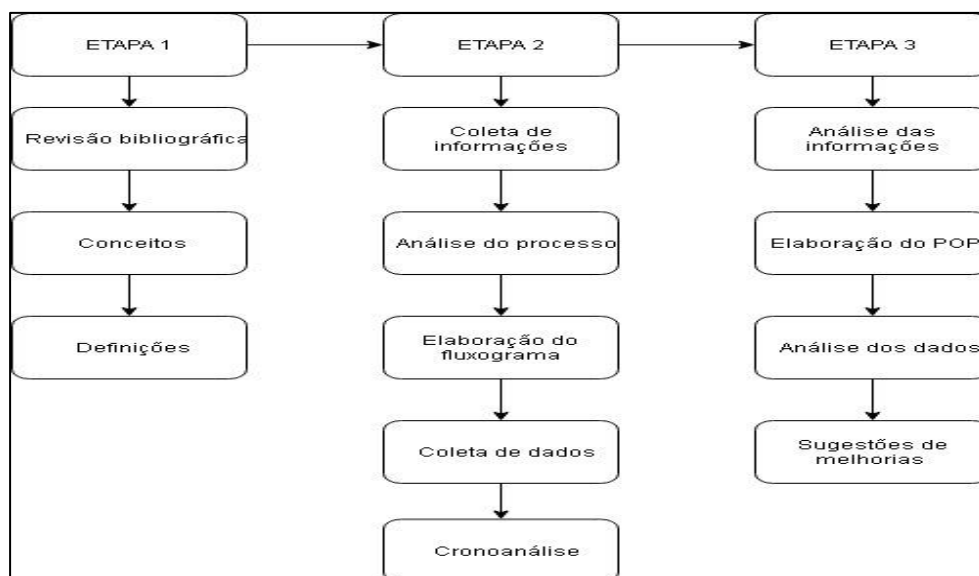 ETAPA 1
Revisão bibliográfica
Conceitos
Definições
ETAPA 2
Coleta de
informações
Análise do processo
Elaboração do
fluxograma
Coleta de dados
Cronoanálise
ETAPA 3
Análise das
informações
Elaboração do POP
Análise dos dados
Sugestões de
melhorias